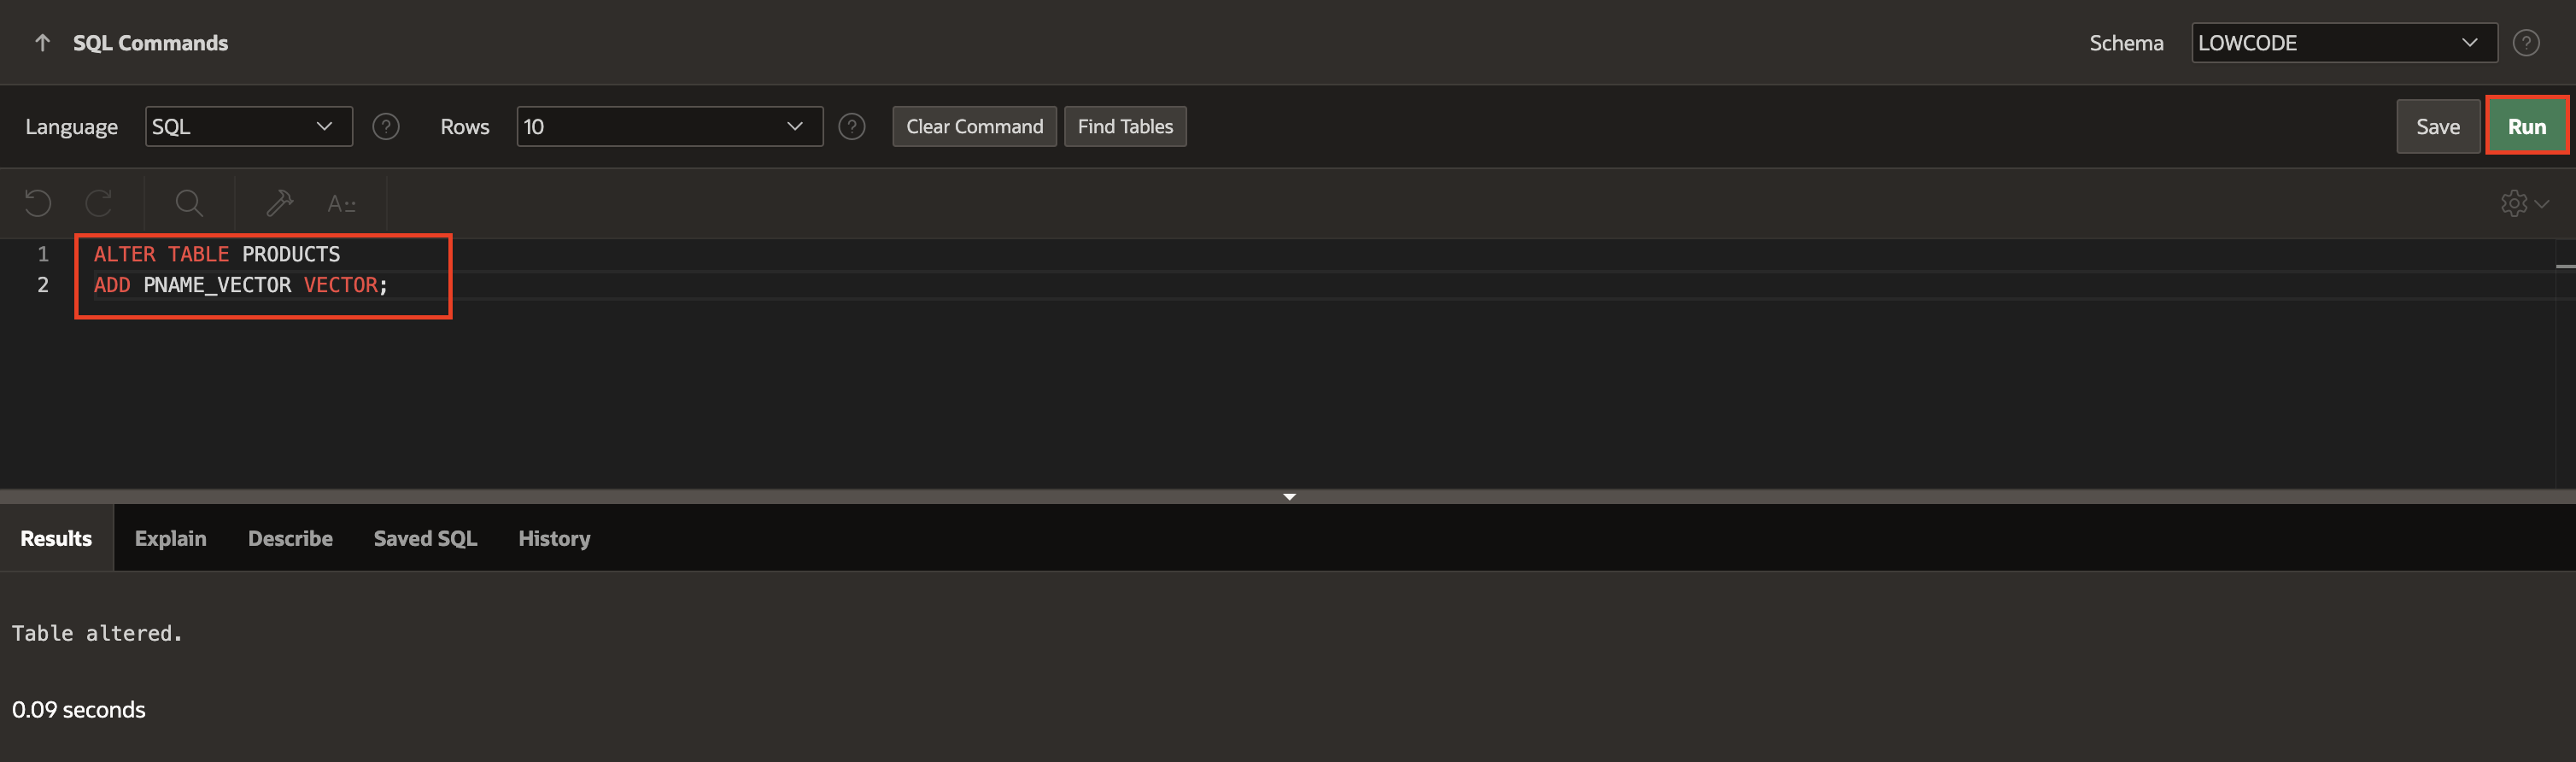 SQL Commands
Schema LOWCODE ?
Language SQL ? Rows 10 ? Clear Command Find Tables Save Run
A::
1 ALTER TABLE PRODUCTS
2 ADD PNAME_VECTOR VECTOR;
Results Explain Describe Saved SQL History
Table altered.
0.09 seconds